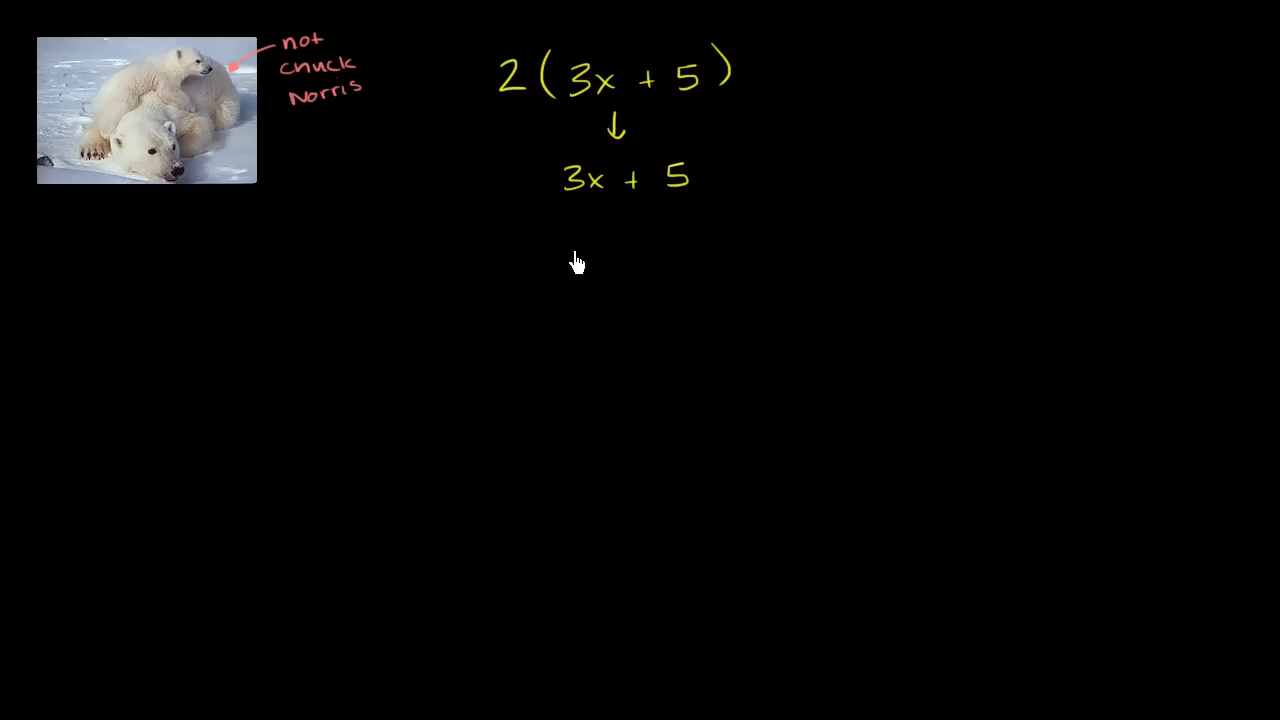 not
chuck
Norris
2(3x + 5)
↓
3x + 5